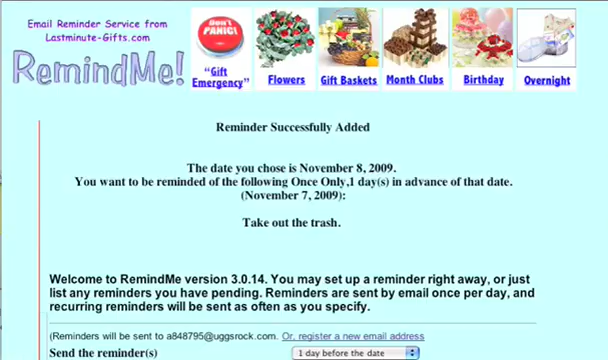 Email Reminder Service from
Lastminute-Gifts.com
RemindMe!
Don't
PANIC!
"Gift
Emergency"
Flowers
Gift Baskets
Month Clubs
Birthday
Overnight
Reminder Successfully Added
The date you chose is November 8, 2009.
You want to be reminded of the following Once Only,1 day(s) in advance of that date.
(November 7, 2009):
Take out the trash.
Welcome to RemindMe version 3.0.14. You may set up a reminder right away, or just
list any reminders you have pending. Reminders are sent by email once per day, and
recurring reminders will be sent as often as you specify.
(Reminders will be sent to a848795@uggsrock.com. Or, register a new email address
Send the reminder(s)
1 day before the date